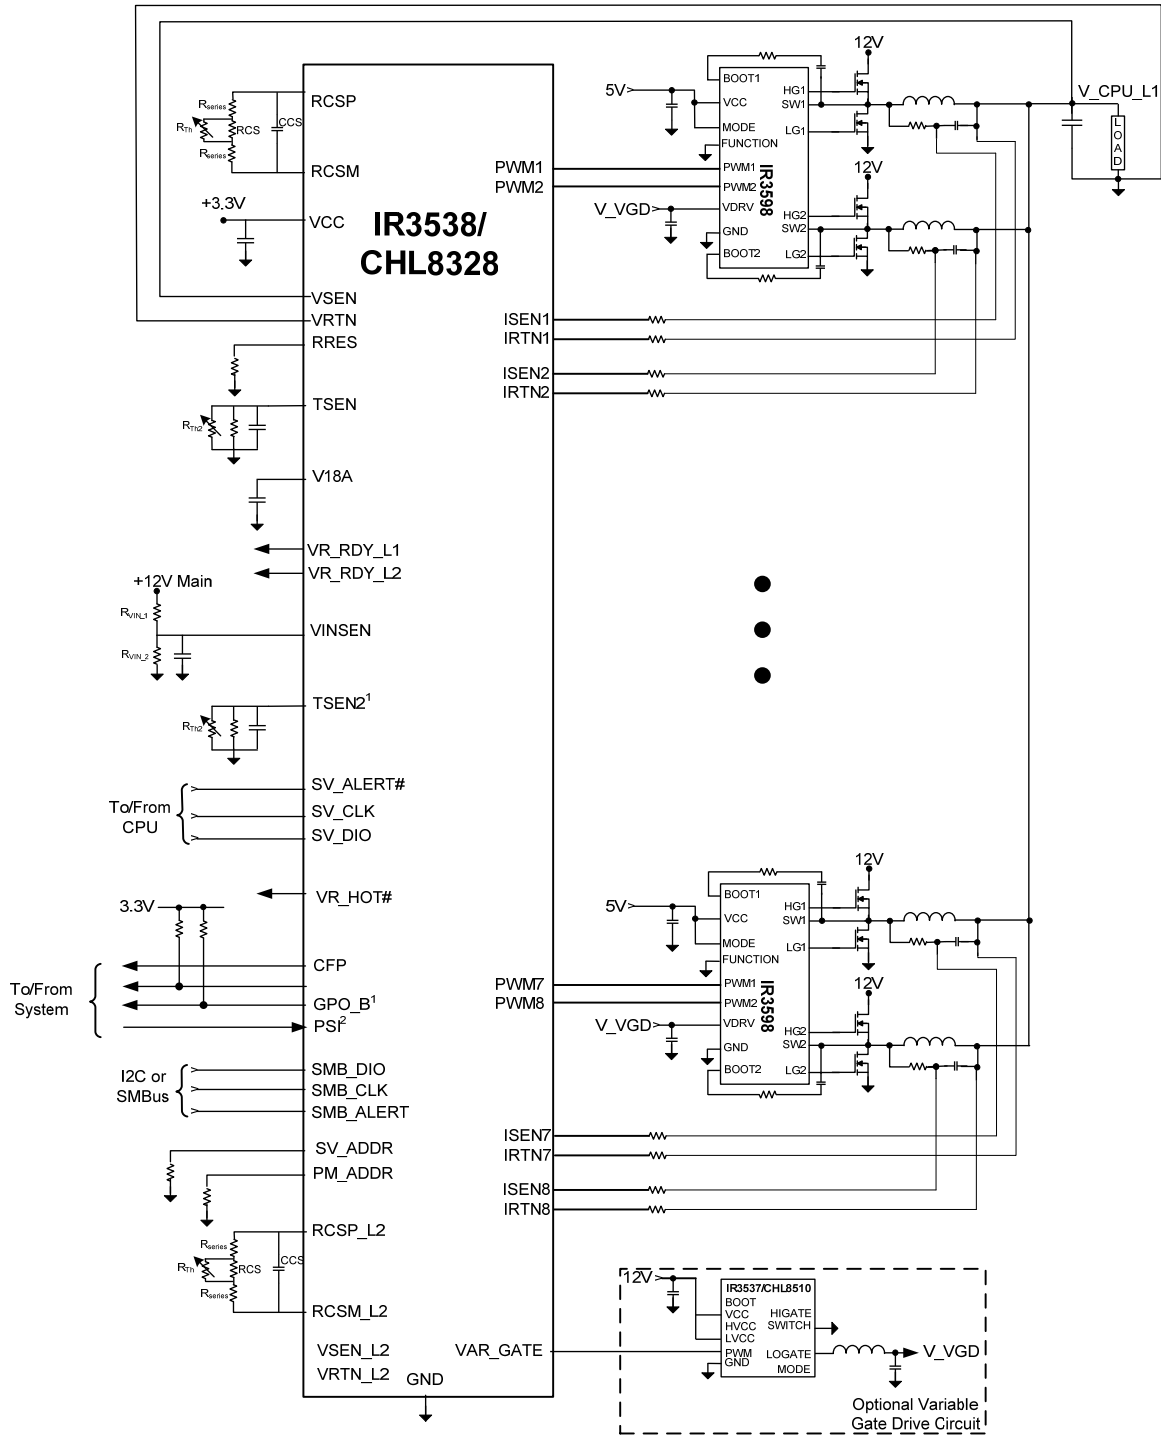 12V
BOOT1
5V
VCC
MODE
FUNCTION
PWM1
PWM2
VDRV
GND
BOOT2
HG1
SW1
LG1
HG2
SW2
LG2
IR3598
12V
V_VGD
V_CPU_L1
LOAD
Rseries
RTh
RCS
Rseries
CCS
RCSP
RCSM
+3.3V
VCC
IR3538/
CHL8328
PWM1
PWM2
VSEN
VRTN
RRES
ISEN1
IRTN1
ISEN2
IRTN2
RTh2
TSEN
V18A
VR_RDY_L1
VR_RDY_L2
+12V Main
RVIN_1
RVIN_2
VINSEN
RTh2
TSEN2¹
To/From
CPU
SV_ALERT#
SV_CLK
SV_DIO
VR_HOT#
3.3V
To/From
System
CFP
GPO_B¹
PSI²
I2C or
SMBus
SMB_DIO
SMB_CLK
SMB_ALERT
SV_ADDR
PM_ADDR
Rseries
RTh
RCS
Rseries
CCS
RCSP_L2
RCSM_L2
VSEN_L2
VRTN_L2
GND
PWM7
PWM8
ISEN7
IRTN7
ISEN8
IRTN8
VAR_GATE
12V
BOOT1
5V
VCC
MODE
FUNCTION
PWM1
PWM2
VDRV
GND
BOOT2
HG1
SW1
LG1
HG2
SW2
LG2
IR3598
12V
V_VGD
12V
IR3537/CHL8510
BOOT
VCC
HVCC
LVCC
PWM
GND
HIGATE
SWITCH
LOGATE
MODE
V_VGD
Optional Variable
Gate Drive Circuit